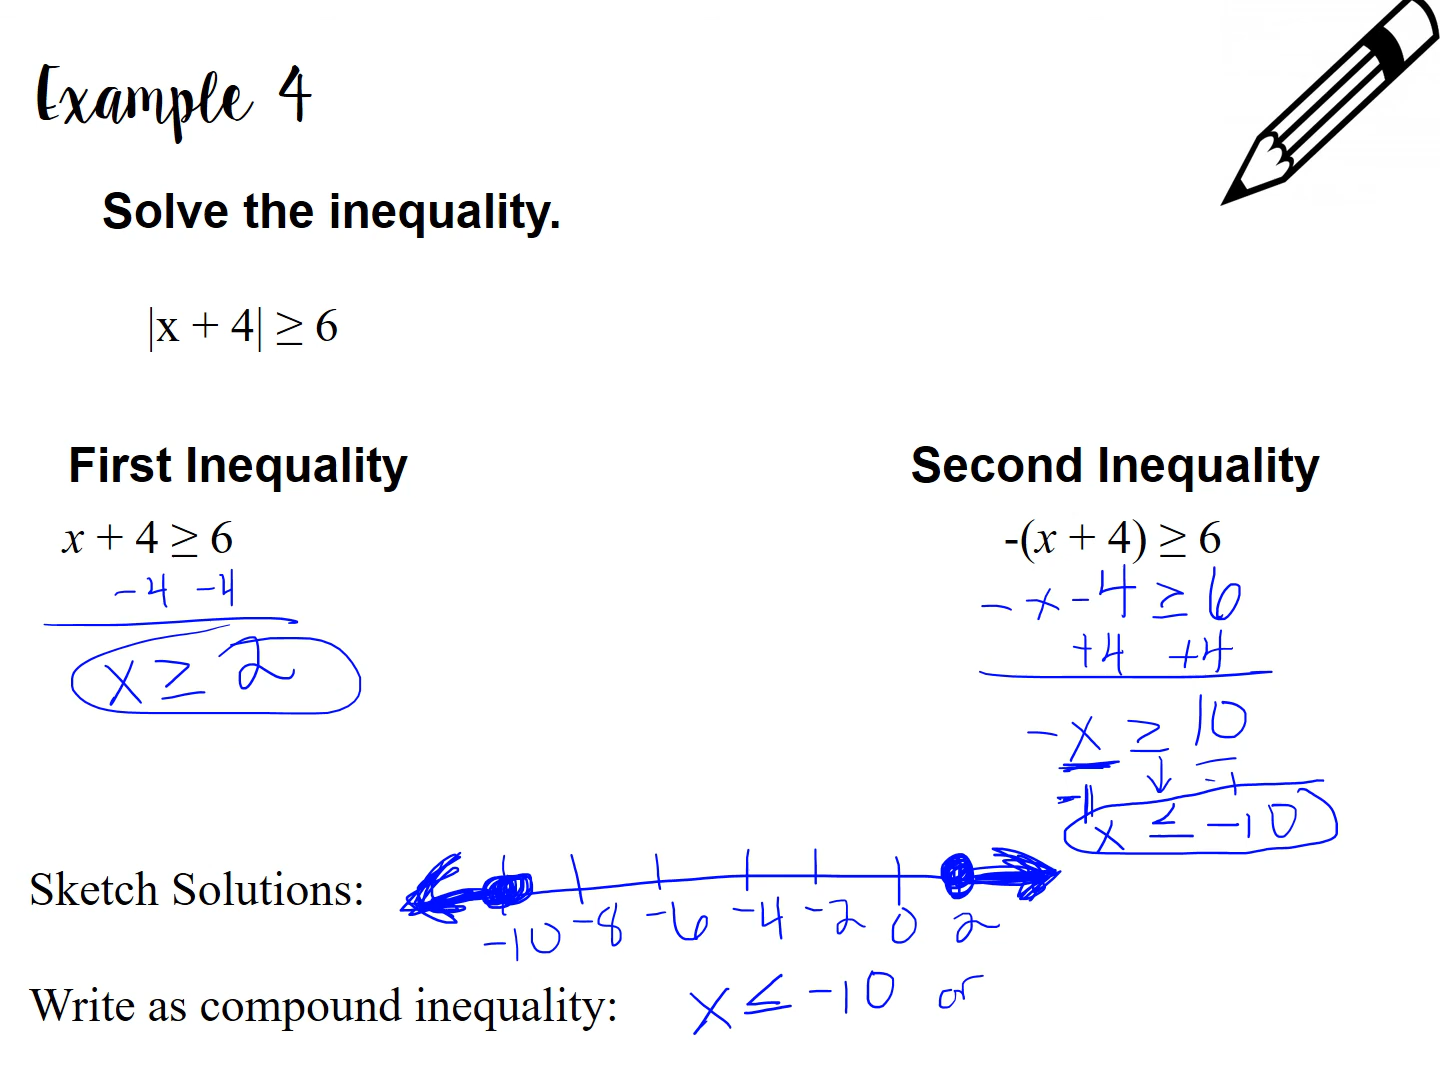 Example 4
Solve the inequality.
|x + 4| ≥ 6
First Inequality
x + 4 ≥ 6
-4 -4
x ≥ 2
Second Inequality
-(x + 4) ≥ 6
-x - 4 ≥ 6
+4 +4
-x ≥ 10
-1 -1
x ≤ -10
Sketch Solutions:
-10 -8 -6 -4 -2 0 2
Write as compound inequality: x ≤ -10 or